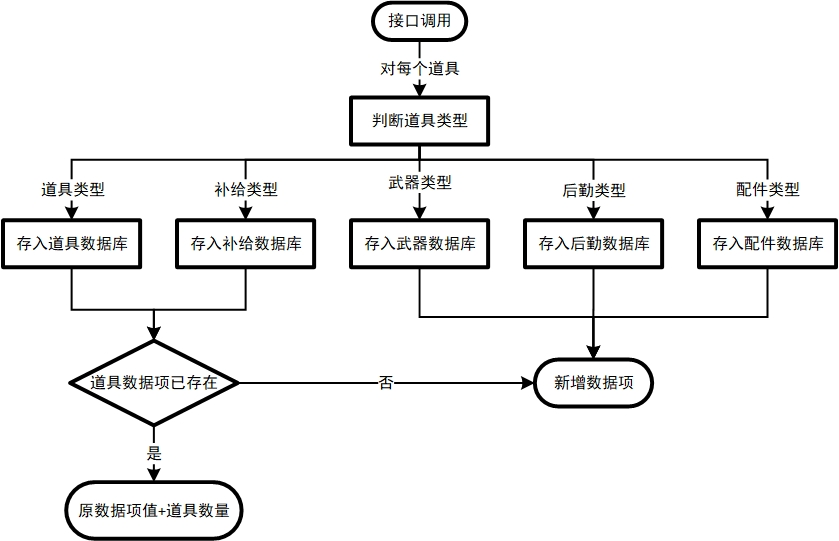 接口调用
对每个道具
判断道具类型
道具类型
补给类型
武器类型
后勤类型
配件类型
存入道具数据库
存入补给数据库
存入武器数据库
存入后勤数据库
存入配件数据库
道具数据项已存在
否
新增数据项
是
原数据项值+道具数量